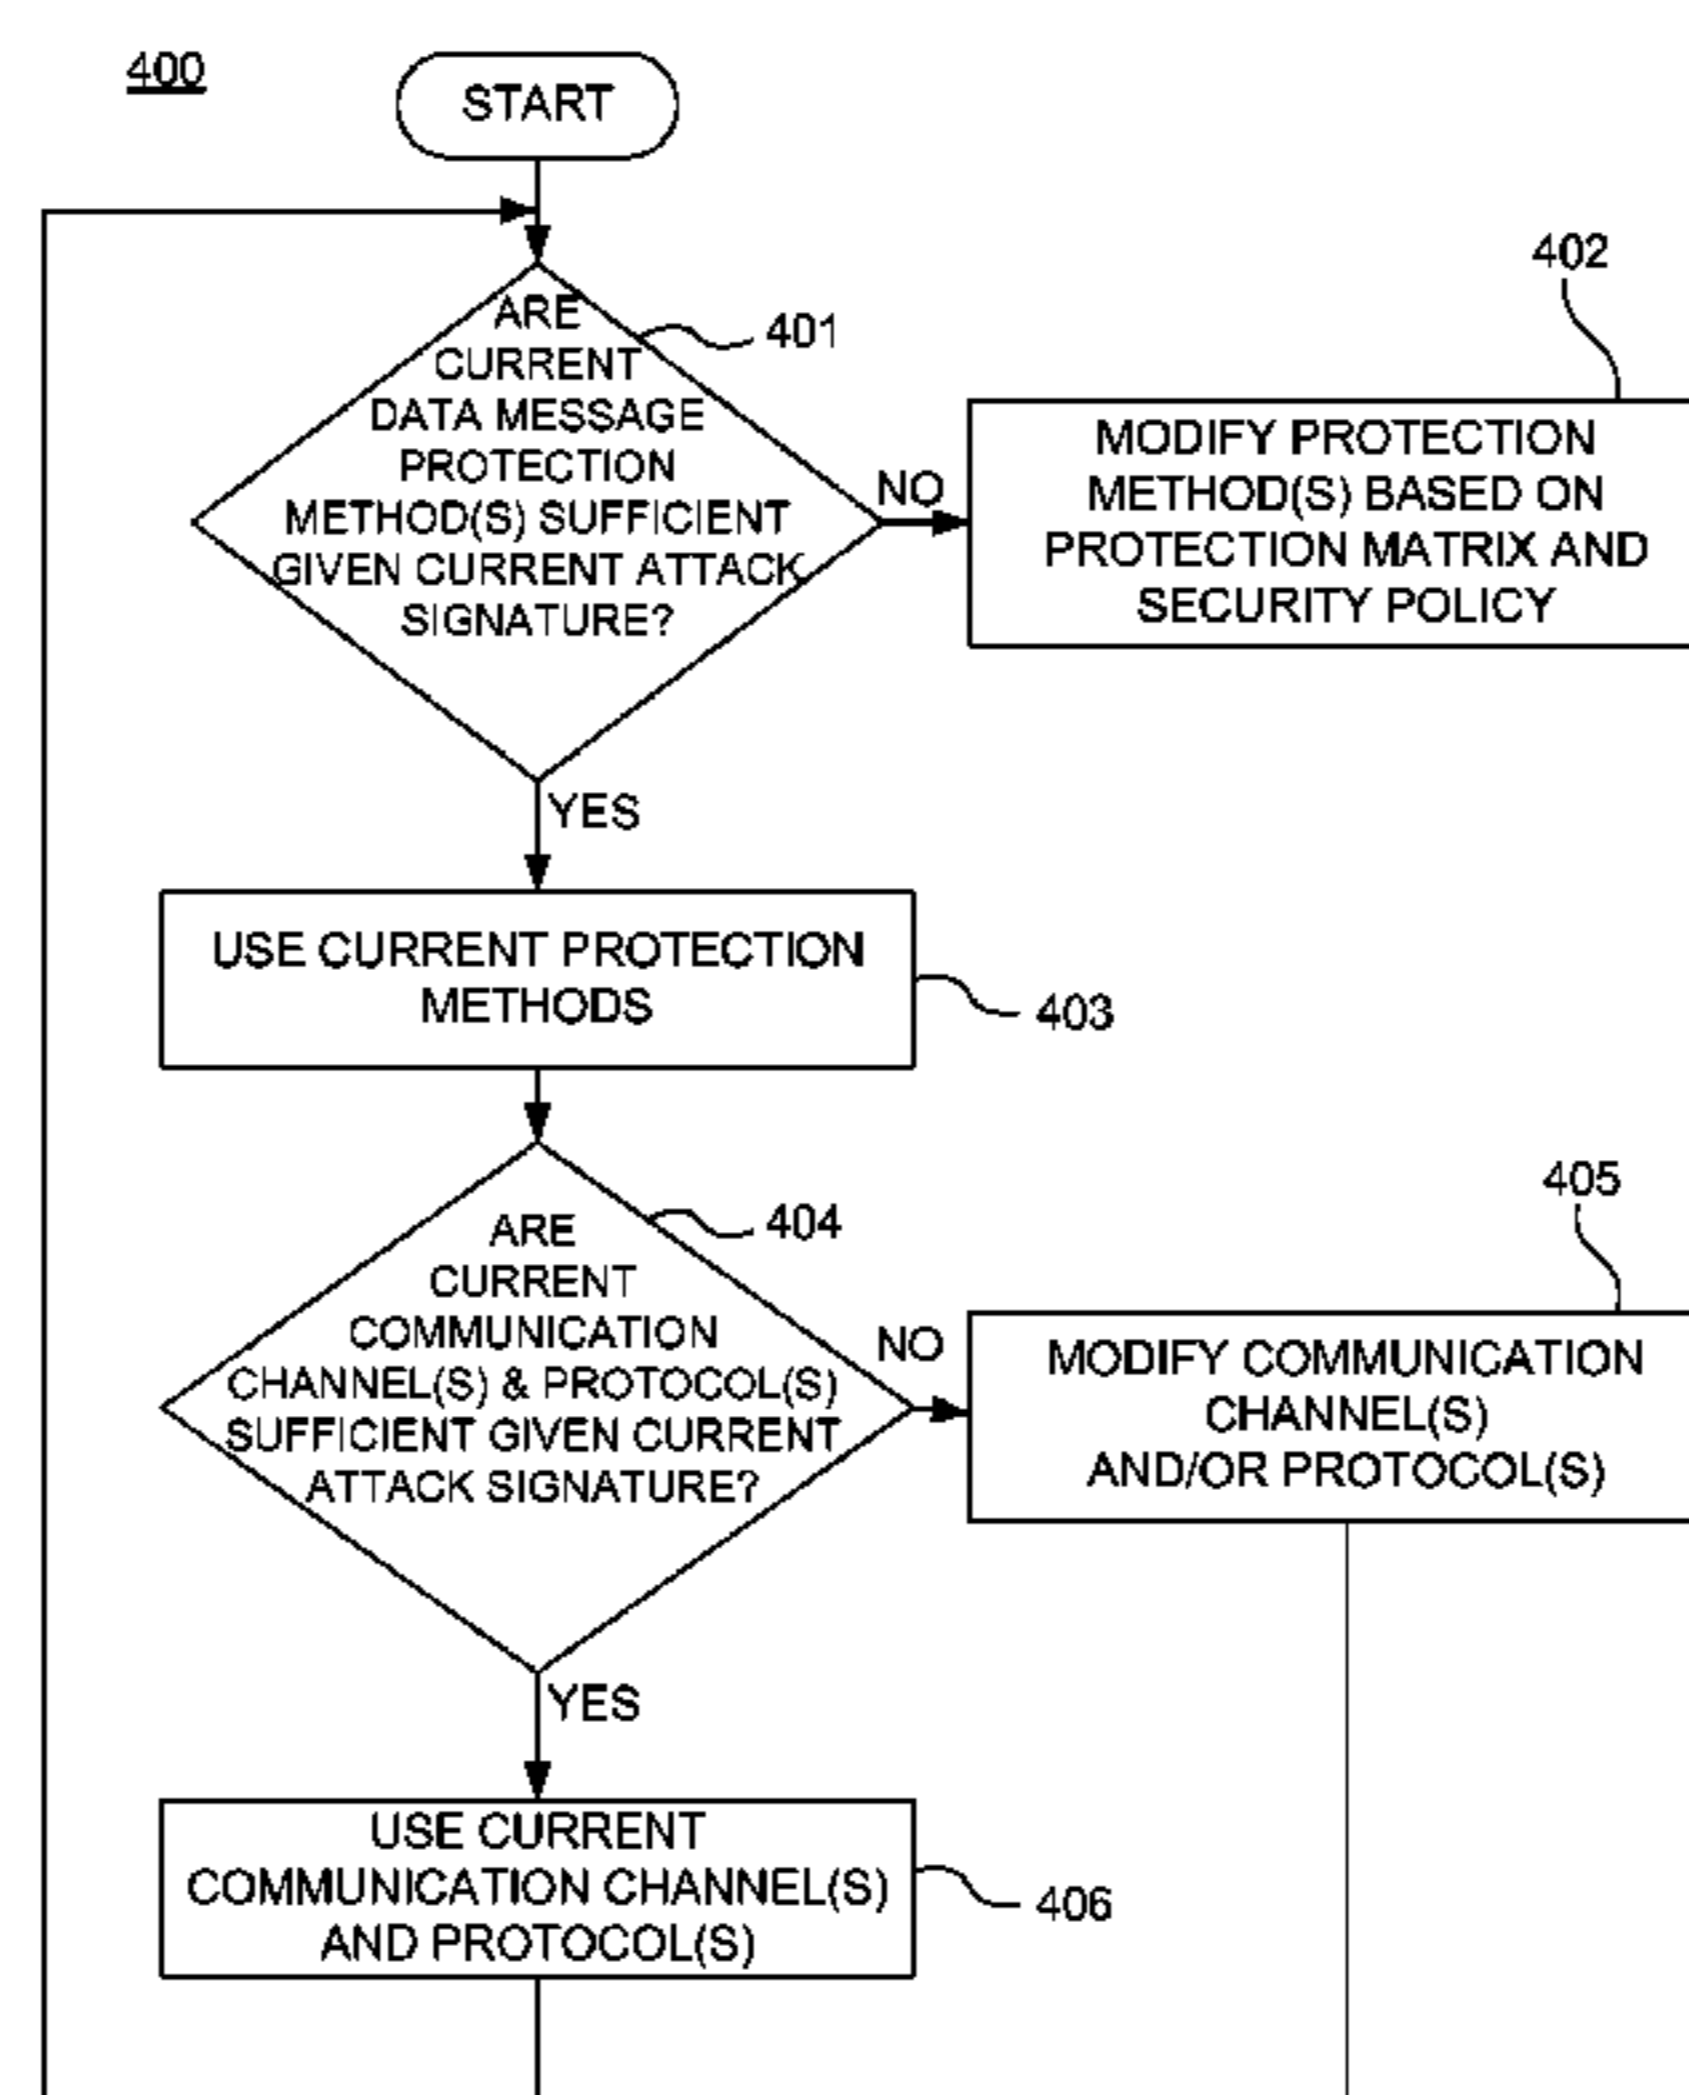 400
START
ARE
CURRENT
DATA MESSAGE
PROTECTION
METHOD(S) SUFFICIENT
GIVEN CURRENT ATTACK
SIGNATURE?
401
NO
402
MODIFY PROTECTION
METHOD(S) BASED ON
PROTECTION MATRIX AND
SECURITY POLICY
YES
USE CURRENT PROTECTION
METHODS
403
ARE
CURRENT
COMMUNICATION
CHANNEL(S) & PROTOCOL(S)
SUFFICIENT GIVEN CURRENT
ATTACK SIGNATURE?
404
NO
405
MODIFY COMMUNICATION
CHANNEL(S)
AND/OR PROTOCOL(S)
YES
USE CURRENT
COMMUNICATION CHANNEL(S)
AND PROTOCOL(S)
406